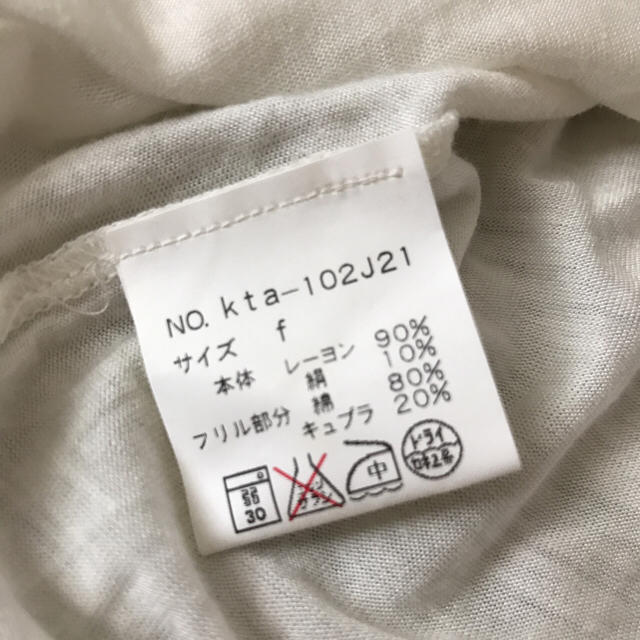 NO. kta-102J21
サイズ f
本体 レーヨン 90%
絹 10%
フリル部分 綿 80%
キュプラ 20%
弱 30
中
ドライ
セキユ系